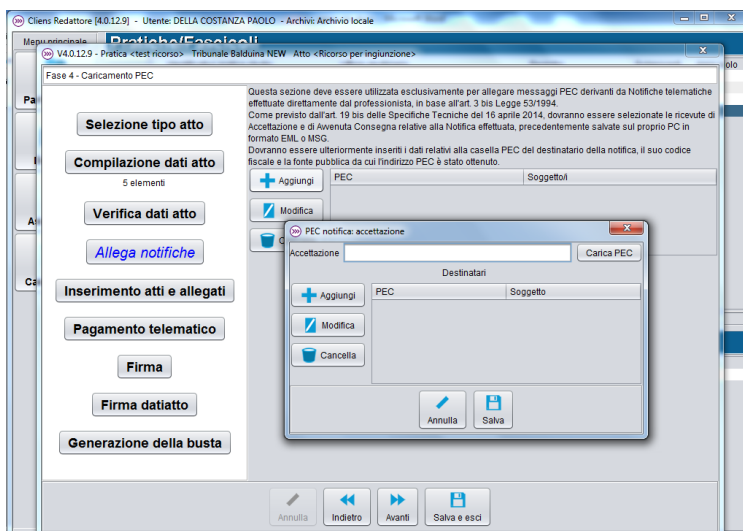 Cliens Redattore [4.0.12.9] - Utente: DELLA COSTANZA PAOLO - Archivi: Archivio locale
Menu principale
Pratiche/Fascicoli
V4.0.12.9 - Pratica <test ricorso> Tribunale Balduina NEW Atto <Ricorso per ingiunzione>
Fase 4 - Caricamento PEC
Selezione tipo atto
Compilazione dati atto
5 elementi
Verifica dati atto
Allega notifiche
Inserimento atti e allegati
Pagamento telematico
Firma
Firma datiatto
Generazione della busta
Questa sezione deve essere utilizzata esclusivamente per allegare messaggi PEC derivanti da Notifiche telematiche
effettuate direttamente dal professionista, in base all'art. 3 bis Legge 53/1994.
Come previsto dall'art. 19 bis delle Specifiche Tecniche del 16 aprile 2014, dovranno essere selezionate le ricevute di
Accettazione e di Avvenuta Consegna relative alla Notifica effettuata, precedentemente salvate sul proprio PC in
formato EML o MSG.
Dovranno essere ulteriormente inseriti i dati relativi alla casella PEC del destinatario della notifica, il suo codice
fiscale e la fonte pubblica da cui l'indirizzo PEC è stato ottenuto.
Aggiungi
PEC
Soggetto/i
Modifica
PEC notifica: accettazione
Accettazione
Carica PEC
Destinatari
Aggiungi
PEC
Soggetto
Modifica
Cancella
Annulla
Salva
Annulla
Indietro
Avanti
Salva e esci